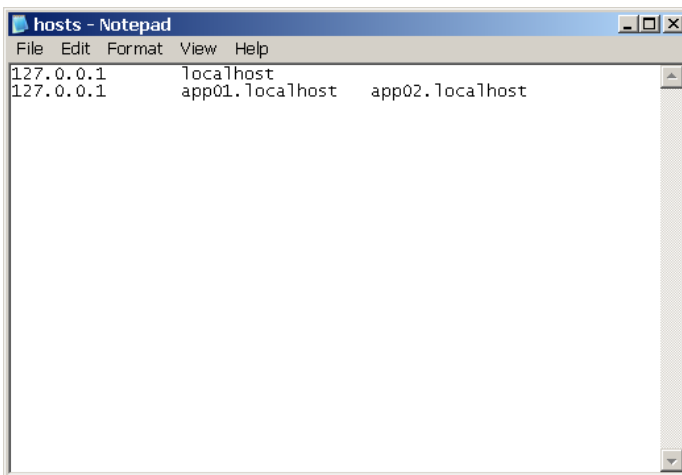 hosts - Notepad
File Edit Format View Help
127.0.0.1 localhost
127.0.0.1 app01.localhost app02.localhost